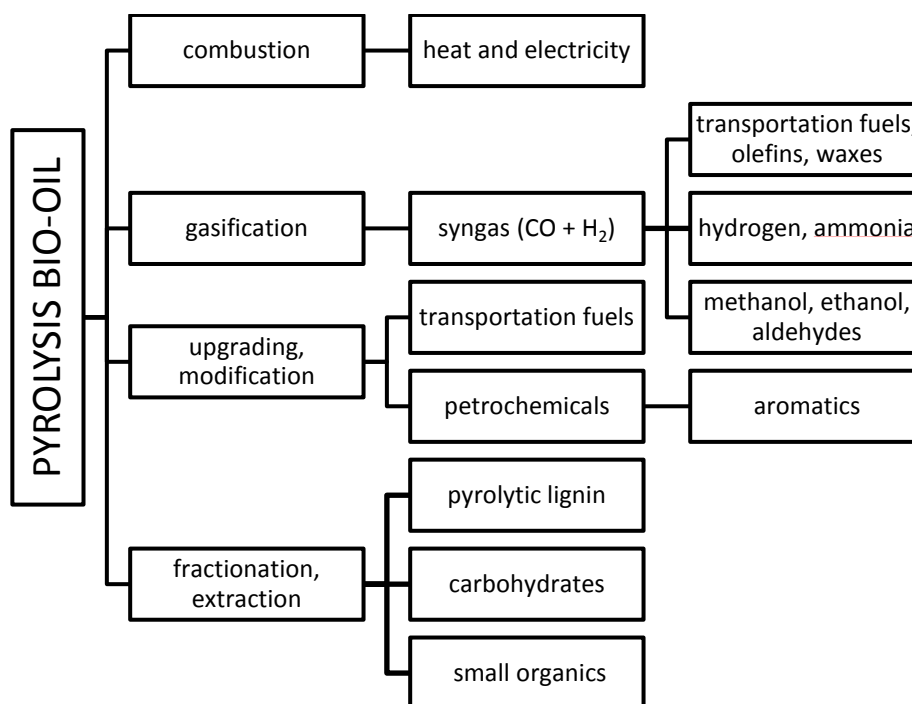 PYROLYSIS BIO-OIL
combustion
heat and electricity
gasification
syngas (CO + H₂)
transportation fuels,
olefins, waxes
hydrogen, ammonia
methanol, ethanol,
aldehydes
upgrading,
modification
transportation fuels
petrochemicals
aromatics
fractionation,
extraction
pyrolytic lignin
carbohydrates
small organics